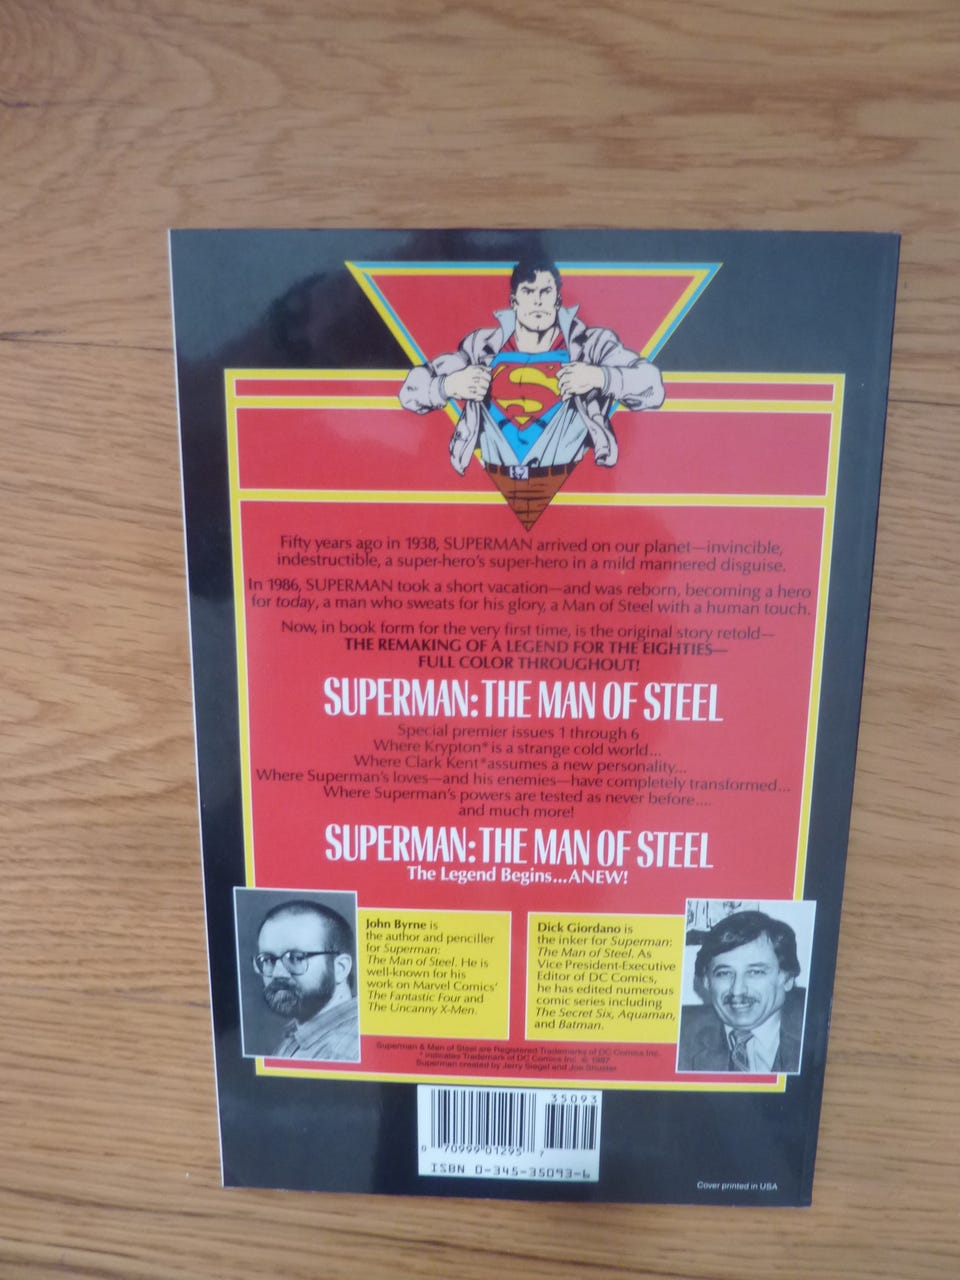 Fifty years ago in 1938, SUPERMAN arrived on our planet—invincible,
indestructible, a super-hero's super-hero in a mild mannered disguise.
In 1986, SUPERMAN took a short vacation—and was reborn, becoming a hero
for today, a man who sweats for his glory, a Man of Steel with a human touch.
Now, in book form for the very first time, is the original story retold—
THE REMAKING OF A LEGEND FOR THE EIGHTIES—
FULL COLOR THROUGHOUT!
SUPERMAN: THE MAN OF STEEL
Special premier issues 1 through 6
Where Krypton* is a strange cold world...
Where Clark Kent* assumes a new personality...
Where Superman's loves—and his enemies—have completely transformed...
Where Superman's powers are tested as never before....
and much more!
SUPERMAN: THE MAN OF STEEL
The Legend Begins...ANEW!
John Byrne is
the author and penciller
for Superman:
The Man of Steel. He is
well-known for his
work on Marvel Comics'
The Fantastic Four and
The Uncanny X-Men.
Dick Giordano is
the inker for Superman:
The Man of Steel. As
Vice President-Executive
Editor of DC Comics,
he has edited numerous
comic series including
The Secret Six, Aquaman,
and Batman.
Superman & Man of Steel are Registered Trademarks of DC Comics Inc.
* indicates Trademark of DC Comics Inc. © 1987
Superman created by Jerry Siegel and Joe Shuster
35093
0 70999 01295 7
ISBN 0-345-35093-6
Cover printed in USA